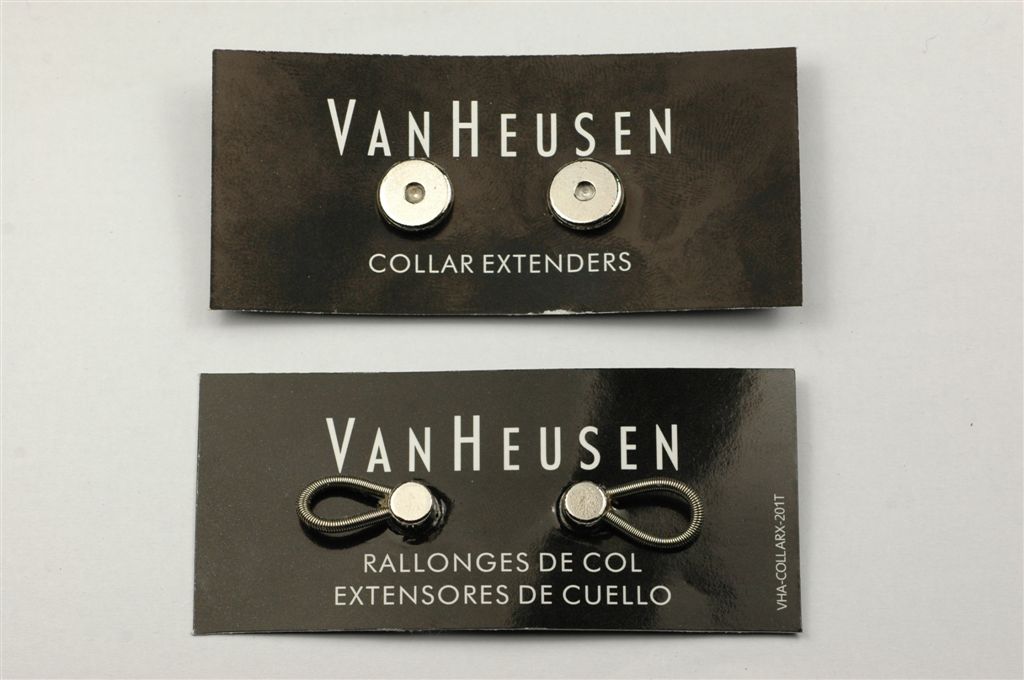 VANHEUSEN
COLLAR EXTENDERS
VANHEUSEN
RALLONGES DE COL
EXTENSORES DE CUELLO
VHA-COLLARX-201T